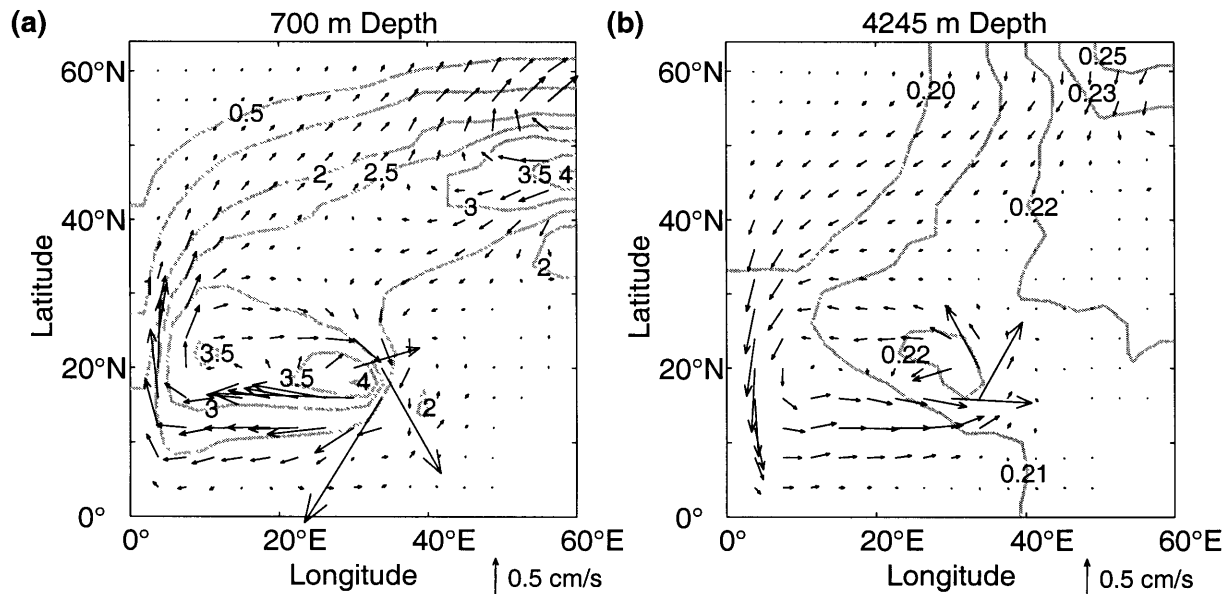 (a) 700 m Depth
60°N
40°N
20°N
0°
0.5
1
2
2.5
3.5 4
3
2
3.5
3.5
4
3
2
0° 20°E 40°E 60°E
Latitude
Longitude
0.5 cm/s
(b) 4245 m Depth
60°N
40°N
20°N
0°
0.25
0.20
0.23
0.22
0.22
0.21
0° 20°E 40°E 60°E
Latitude
Longitude
0.5 cm/s